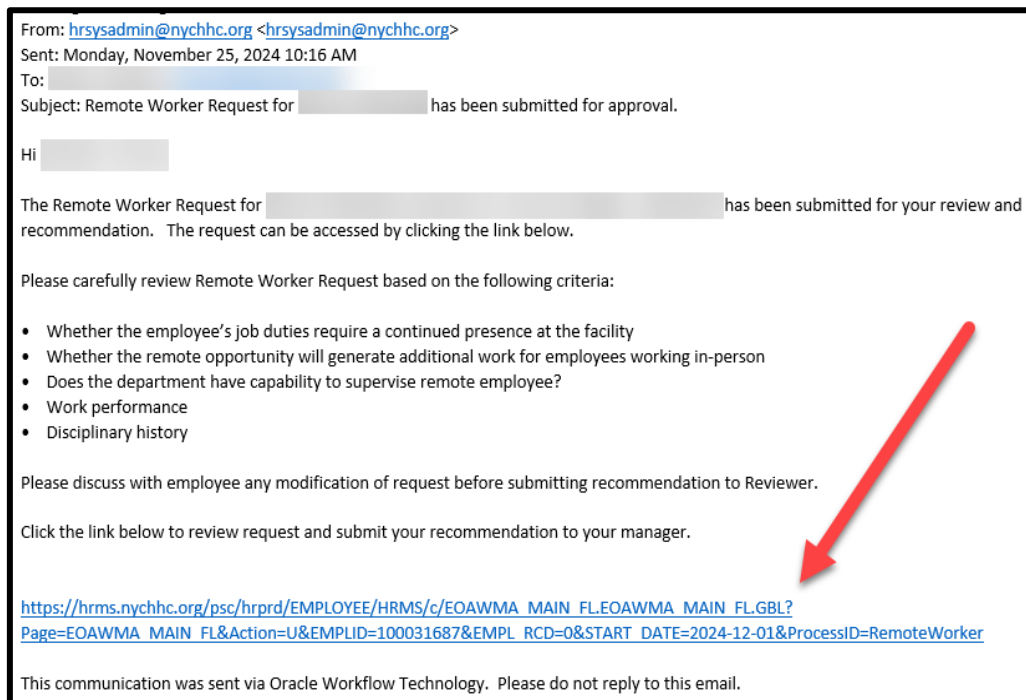 From: hrsysadmin@nychhc.org <hrsysadmin@nychhc.org>
Sent: Monday, November 25, 2024 10:16 AM
To:
Subject: Remote Worker Request for has been submitted for approval.
Hi
The Remote Worker Request for has been submitted for your review and
recommendation. The request can be accessed by clicking the link below.
Please carefully review Remote Worker Request based on the following criteria:
• Whether the employee's job duties require a continued presence at the facility
• Whether the remote opportunity will generate additional work for employees working in-person
• Does the department have capability to supervise remote employee?
• Work performance
• Disciplinary history
Please discuss with employee any modification of request before submitting recommendation to Reviewer.
Click the link below to review request and submit your recommendation to your manager.
https://hrms.nychhc.org/psc/hrprd/EMPLOYEE/HRMS/c/EOAWMA_MAIN_FL.EOAWMA_MAIN_FL.GBL?
Page=EOAWMA_MAIN_FL&Action=U&EMPLID=100031687&EMPL_RCD=0&START_DATE=2024-12-01&ProcessID=RemoteWorker
This communication was sent via Oracle Workflow Technology. Please do not reply to this email.